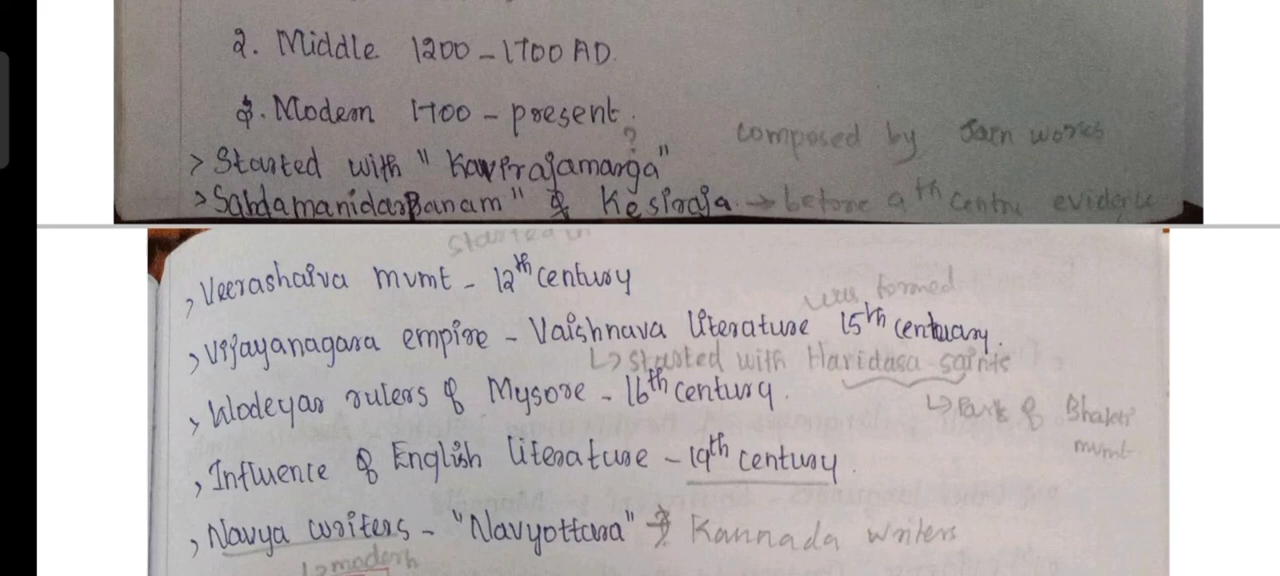 2. Middle 1200 - 1700 AD.
3. Modern 1700 - present.
composed by Jain works
> Started with "Kavirajamarga" ?
> SabdamanidarPanam" of Kesiraja. → before 9th Centu evidence
started in
> Veerashaiva mvmt - 12th century
was formed
> Vijayanagara empire - Vaishnava literature 15th centuary.
↳ started with Haridasa saints
> Wodeyar rulers of Mysore - 16th century.
↳ Part of Bhakti mvmt
> Influence of English literature - 19th century.
> Navya writers - "Navyottara" → Kannada writers
↳ modern